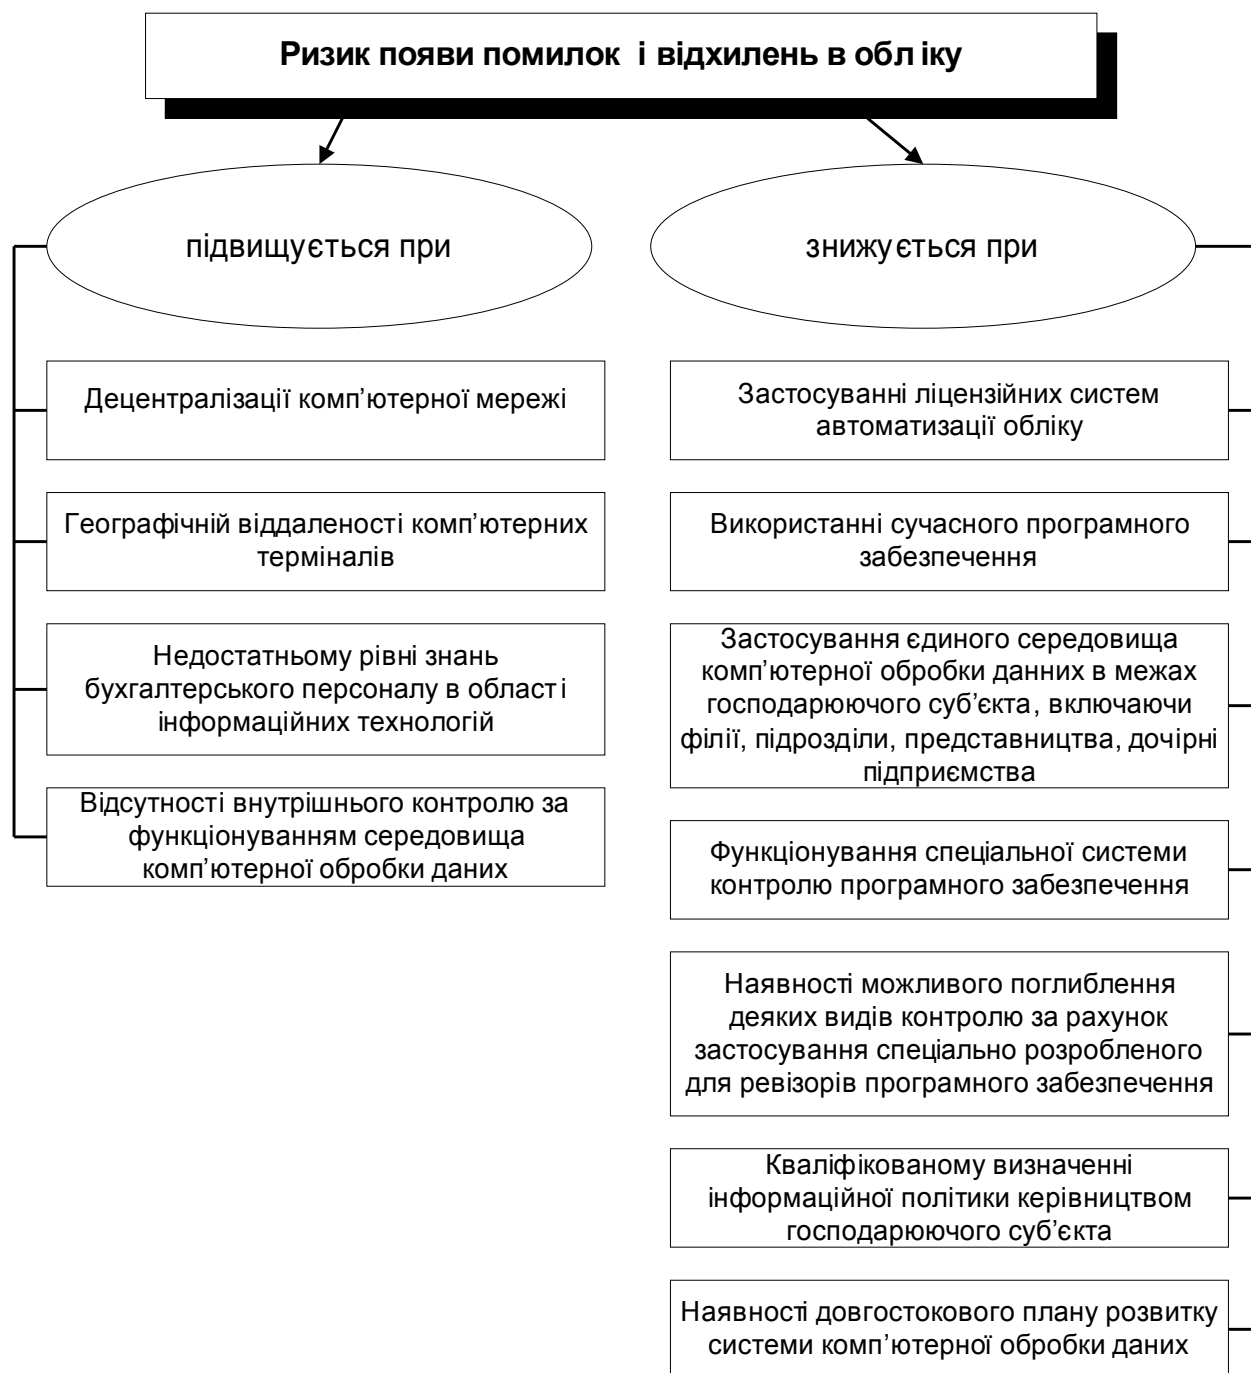 Ризик появи помилок і відхилень в обліку
підвищується при
знижується при
Децентралізації комп’ютерної мережі
Географічній віддаленості комп’ютерних
терміналів
Недостатньому рівні знань
бухгалтерського персоналу в області
інформаційних технологій
Відсутності внутрішнього контролю за
функціонуванням середовища
комп’ютерної обробки даних
Застосуванні ліцензійних систем
автоматизації обліку
Використанні сучасного програмного
забезпечення
Застосування єдиного середовища
комп’ютерної обробки данних в межах
господарюючого суб’єкта, включаючи
філії, підрозділи, представництва, дочірні
підприємства
Функціонування спеціальної системи
контролю програмного забезпечення
Наявності можливого поглиблення
деяких видів контролю за рахунок
застосування спеціально розробленого
для ревізорів програмного забезпечення
Кваліфікованому визначенні
інформаційної політики керівництвом
господарюючого суб’єкта
Наявності довгостокового плану розвитку
системи комп’ютерної обробки даних